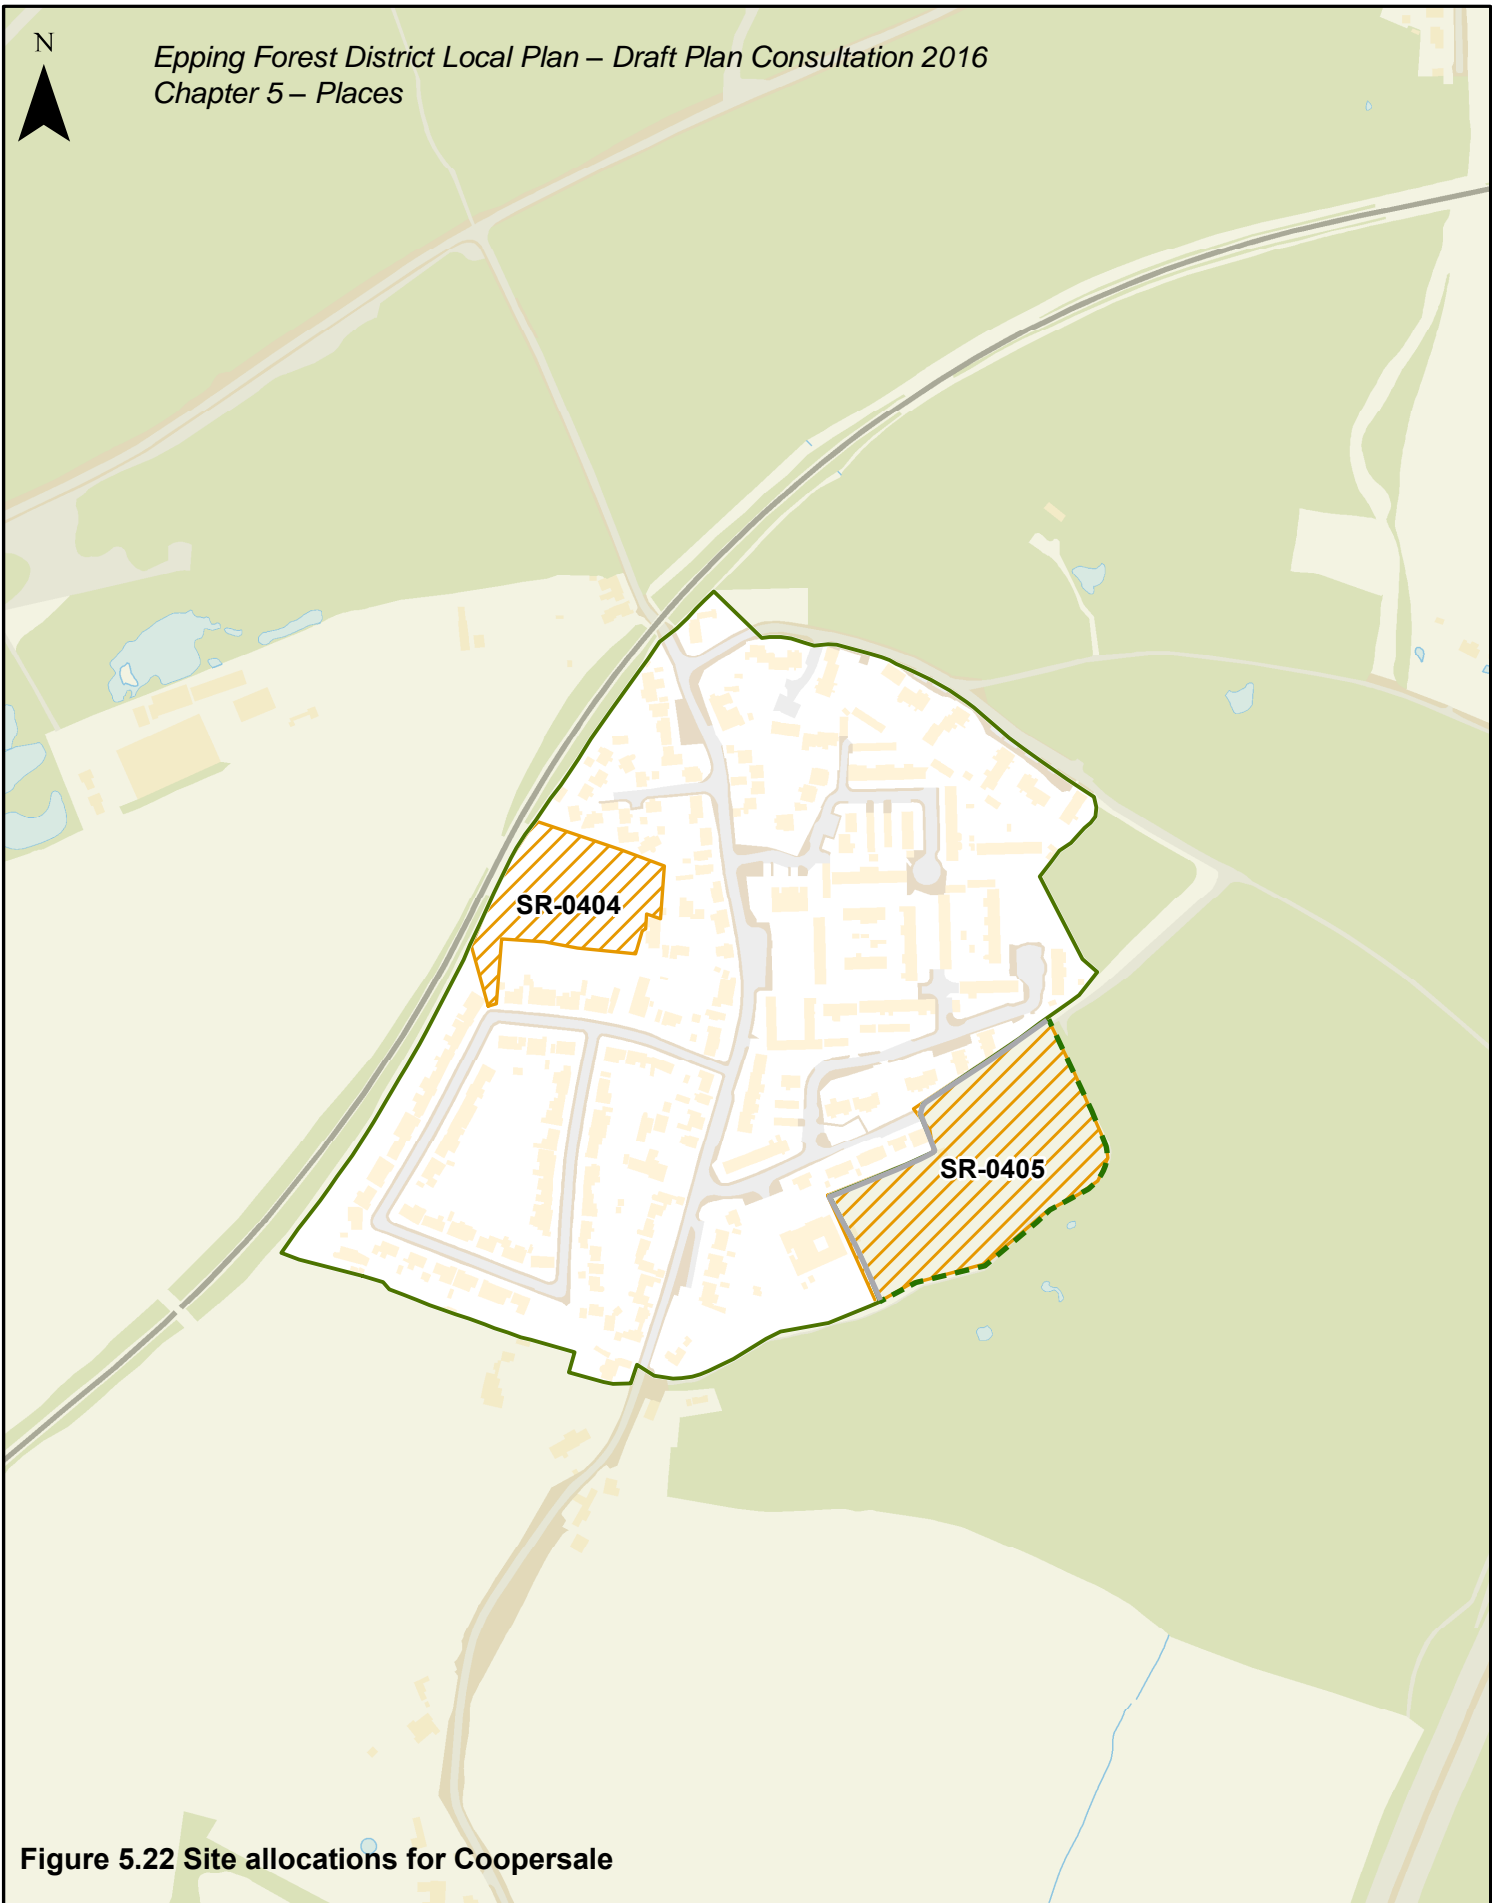 N
Epping Forest District Local Plan – Draft Plan Consultation 2016
Chapter 5 – Places
SR-0404
SR-0405
Figure 5.22 Site allocations for Coopersale